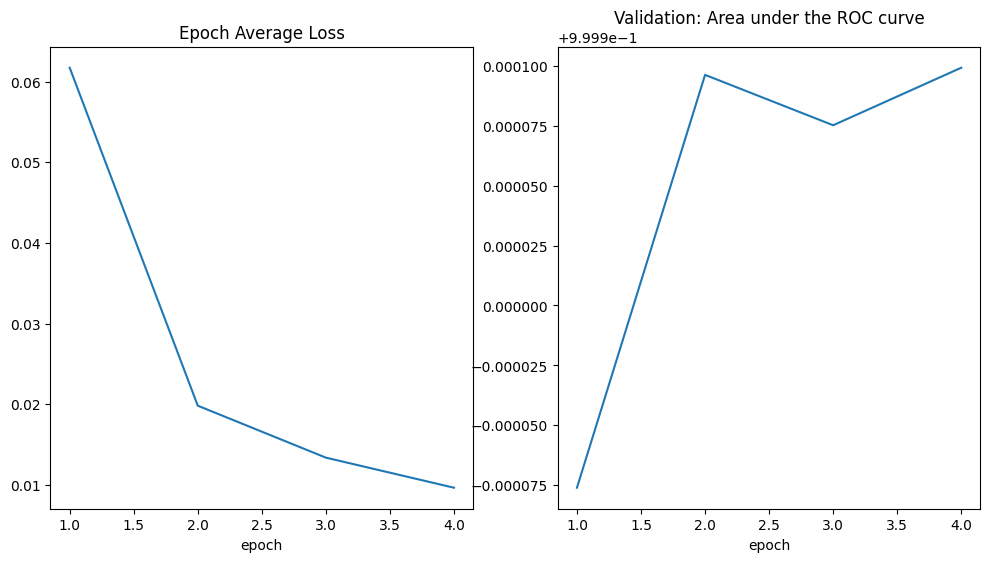 Epoch Average Loss
0.06
0.05
0.04
0.03
0.02
0.01
1.0 1.5 2.0 2.5 3.0 3.5 4.0
epoch
Validation: Area under the ROC curve
+9.999e−1
0.000100
0.000075
0.000050
0.000025
0.000000
−0.000025
−0.000050
−0.000075
1.0 1.5 2.0 2.5 3.0 3.5 4.0
epoch